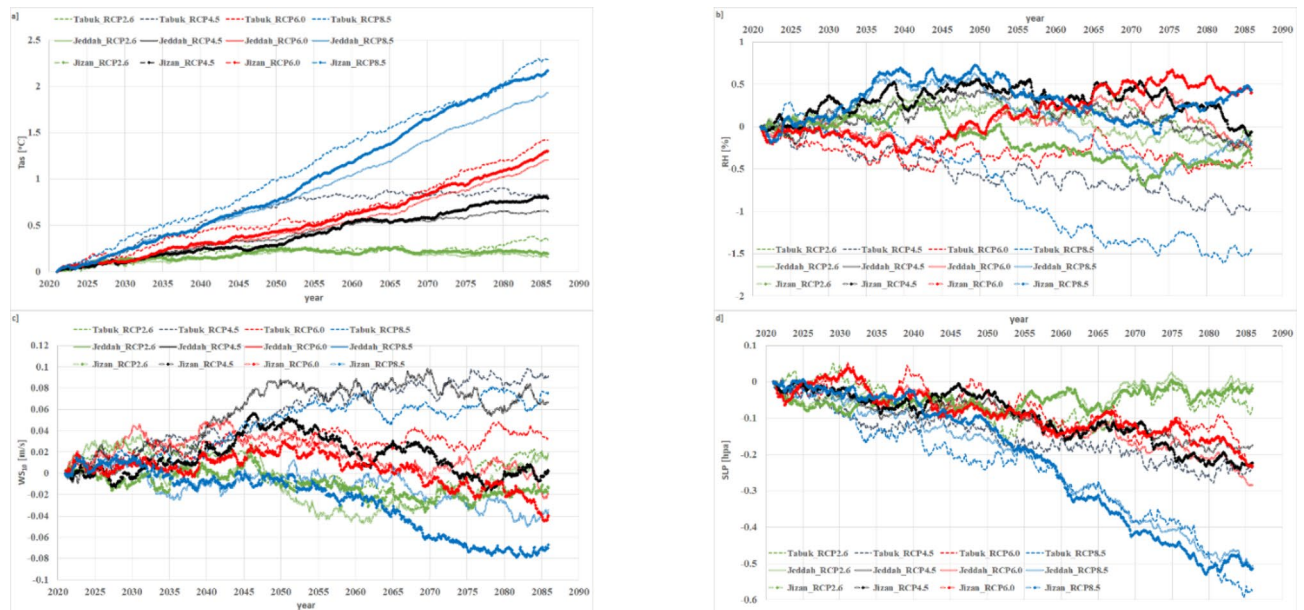 a]
Tabuk_RCP2.6 Tabuk_RCP4.5 Tabuk_RCP6.0 Tabuk_RCP8.5
Jeddah_RCP2.6 Jeddah_RCP4.5 Jeddah_RCP6.0 Jeddah_RCP8.5
Jizan_RCP2.6 Jizan_RCP4.5 Jizan_RCP6.0 Jizan_RCP8.5
2.5
2
1.5
1
0.5
0
Tas [°C]
2020 2025 2030 2035 2040 2045 2050 2055 2060 2065 2070 2075 2080 2085 2090
year
b]
year
2020 2025 2030 2035 2040 2045 2050 2055 2060 2065 2070 2075 2080 2085 2090
1
0.5
0
-0.5
-1
-1.5
-2
RH [%]
Tabuk_RCP2.6 Tabuk_RCP4.5 Tabuk_RCP6.0 Tabuk_RCP8.5
Jeddah_RCP2.6 Jeddah_RCP4.5 Jeddah_RCP6.0 Jeddah_RCP8.5
Jizan_RCP2.6 Jizan_RCP4.5 Jizan_RCP6.0 Jizan_RCP8.5
c]
Tabuk_RCP2.6 Tabuk_RCP4.5 Tabuk_RCP6.0 Tabuk_RCP8.5
Jeddah_RCP2.6 Jeddah_RCP4.5 Jeddah_RCP6.0 Jeddah_RCP8.5
Jizan_RCP2.6 Jizan_RCP4.5 Jizan_RCP6.0 Jizan_RCP8.5
0.12
0.1
0.08
0.06
0.04
0.02
0
-0.02
-0.04
-0.06
-0.08
-0.1
WS10 [m/s]
2020 2025 2030 2035 2040 2045 2050 2055 2060 2065 2070 2075 2080 2085 2090
year
d]
year
2020 2025 2030 2035 2040 2045 2050 2055 2060 2065 2070 2075 2080 2085 2090
0.1
0
-0.1
-0.2
-0.3
-0.4
-0.5
-0.6
SLP [hpa]
Tabuk_RCP2.6 Tabuk_RCP4.5 Tabuk_RCP6.0 Tabuk_RCP8.5
Jeddah_RCP2.6 Jeddah_RCP4.5 Jeddah_RCP6.0 Jeddah_RCP8.5
Jizan_RCP2.6 Jizan_RCP4.5 Jizan_RCP6.0 Jizan_RCP8.5